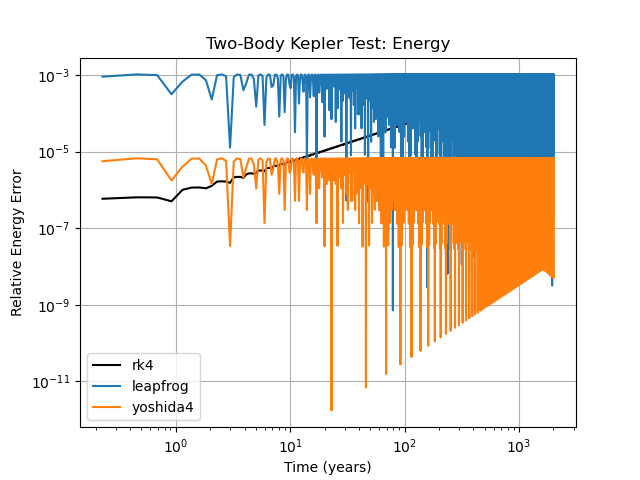 Two-Body Kepler Test: Energy
Relative Energy Error
10⁻³
10⁻⁵
10⁻⁷
10⁻⁹
10⁻¹¹
rk4
leapfrog
yoshida4
10⁰
10¹
10²
10³
Time (years)